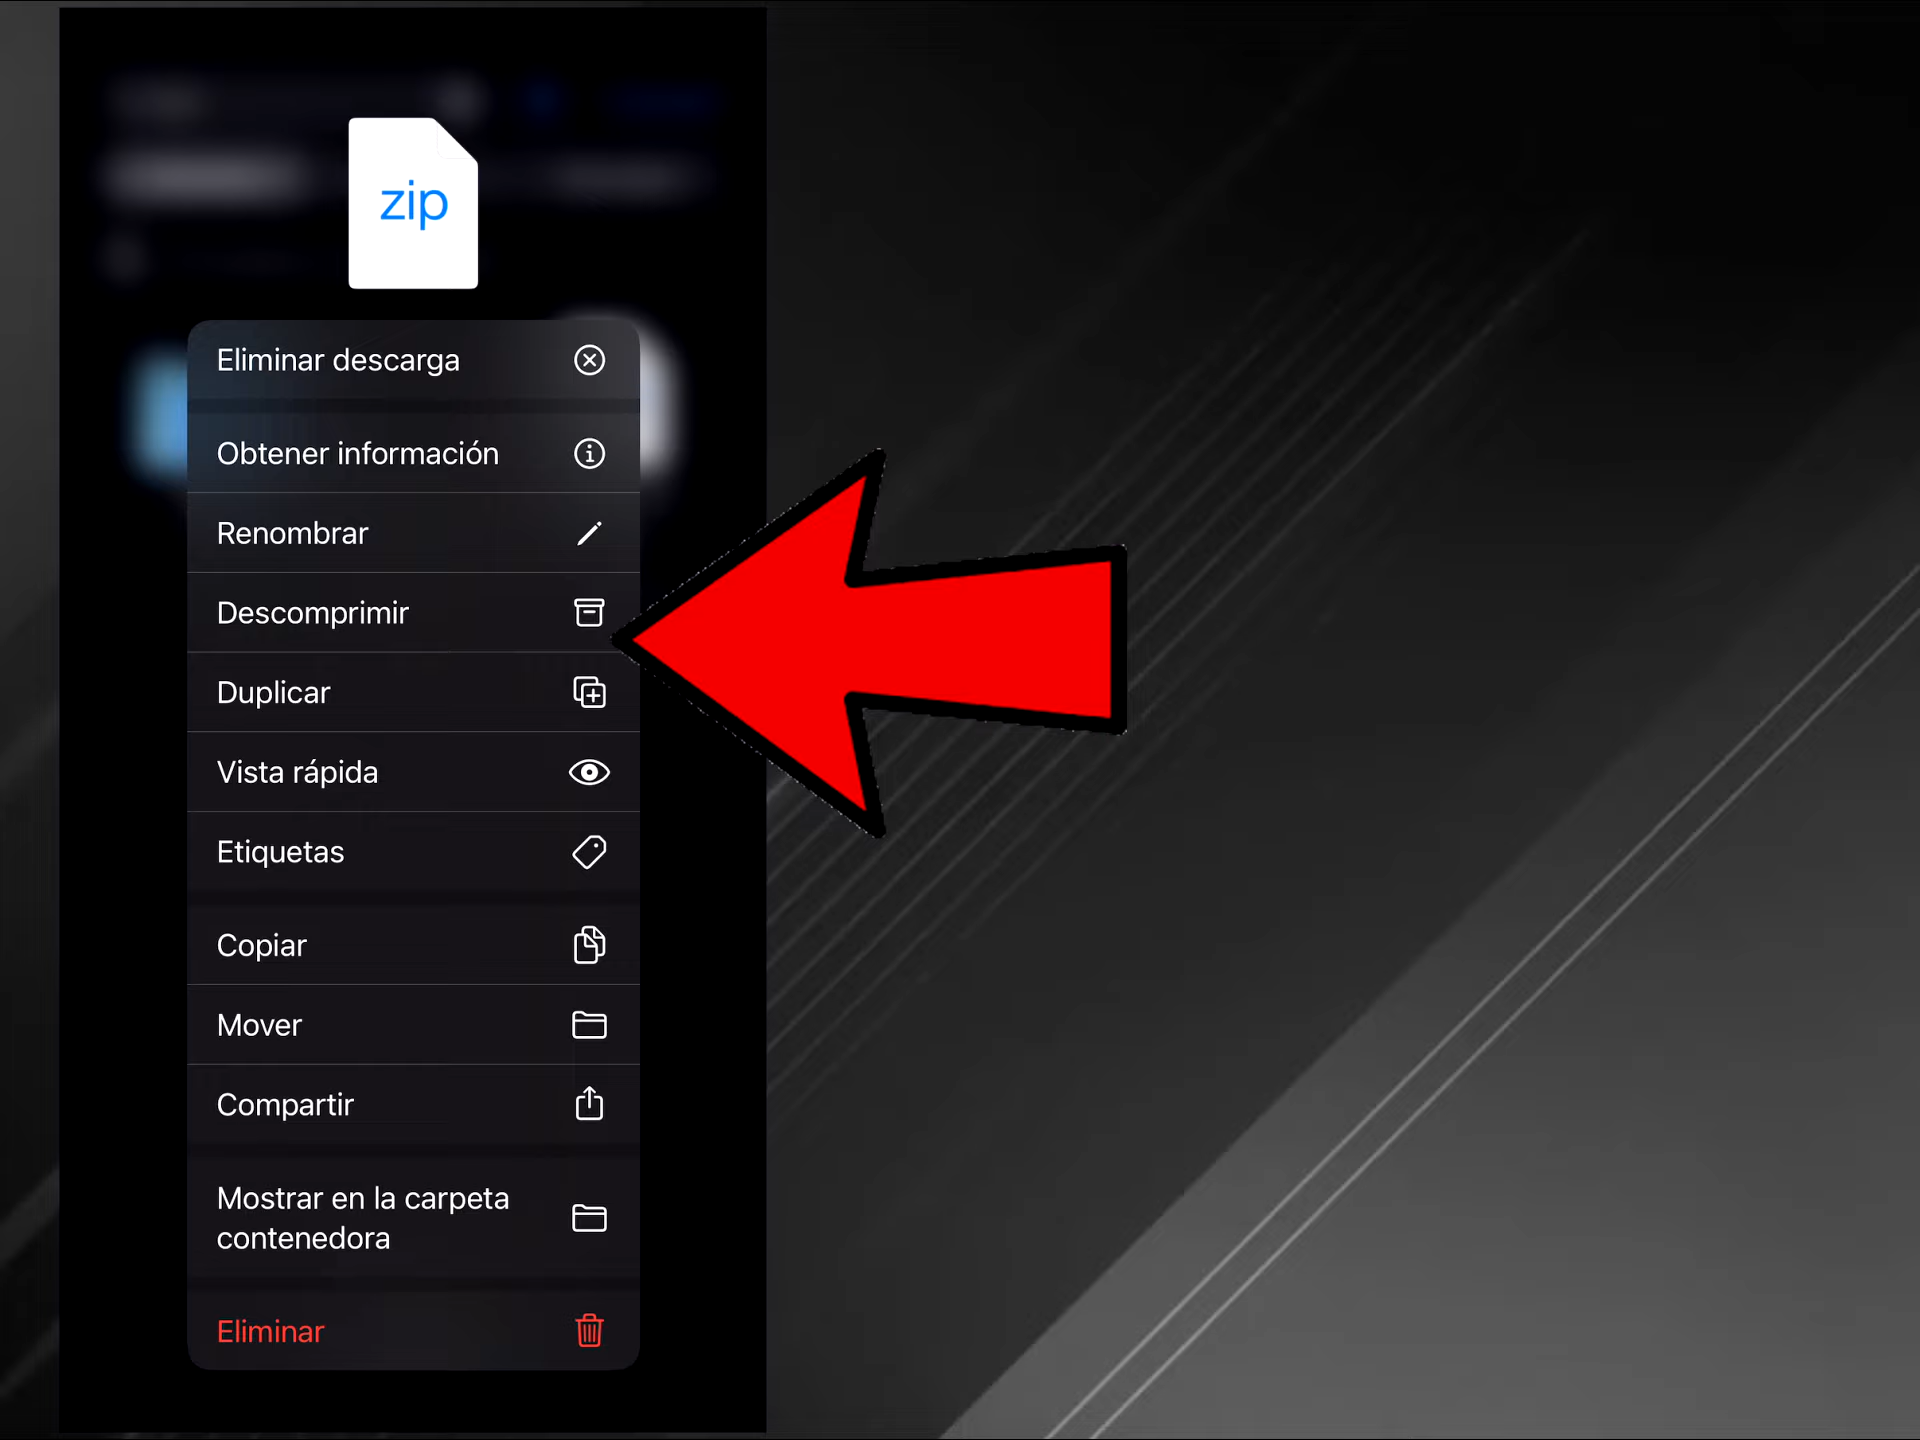 zip
Eliminar descarga
Obtener información
Renombrar
Descomprimir
Duplicar
Vista rápida
Etiquetas
Copiar
Mover
Compartir
Mostrar en la carpeta
contenedora
Eliminar